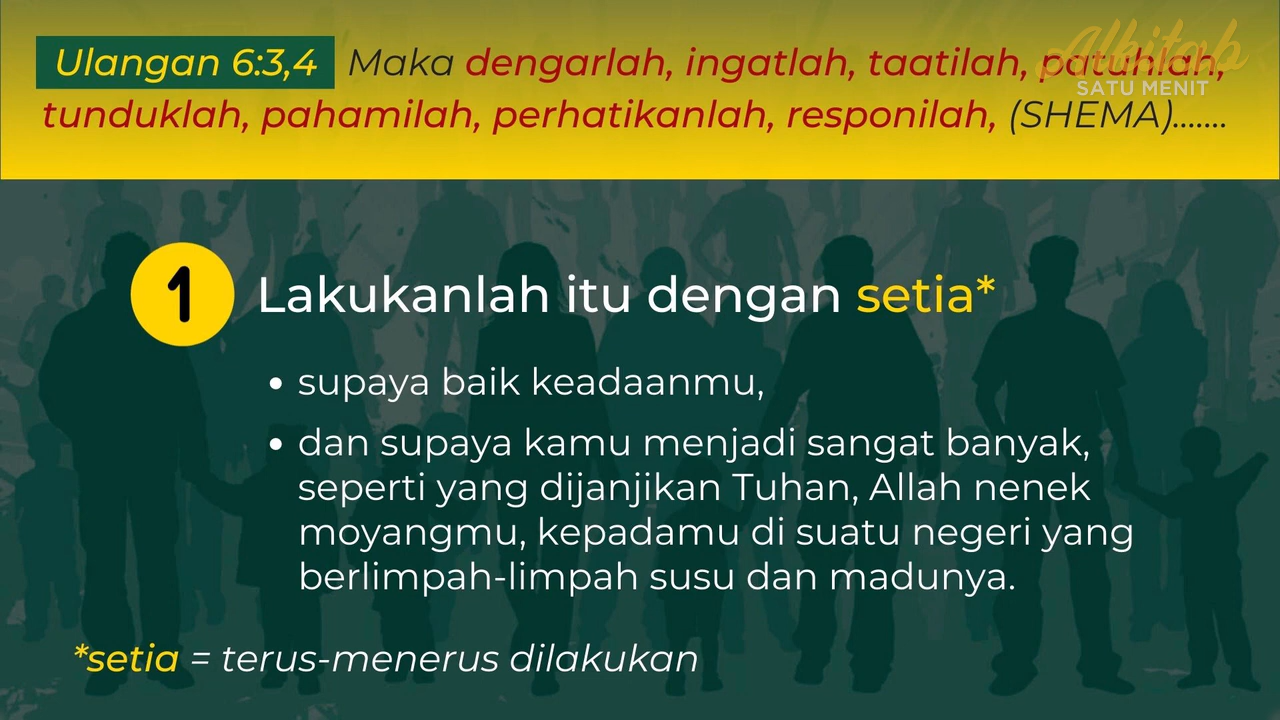 Ulangan 6:3,4 Maka dengarlah, ingatlah, taatilah, patuhlah,
tunduklah, pahamilah, perhatikanlah, responilah, (SHEMA).......
Alkitab
SATU MENIT
1 Lakukanlah itu dengan setia*
• supaya baik keadaanmu,
• dan supaya kamu menjadi sangat banyak,
seperti yang dijanjikan Tuhan, Allah nenek
moyangmu, kepadamu di suatu negeri yang
berlimpah-limpah susu dan madunya.
*setia = terus-menerus dilakukan